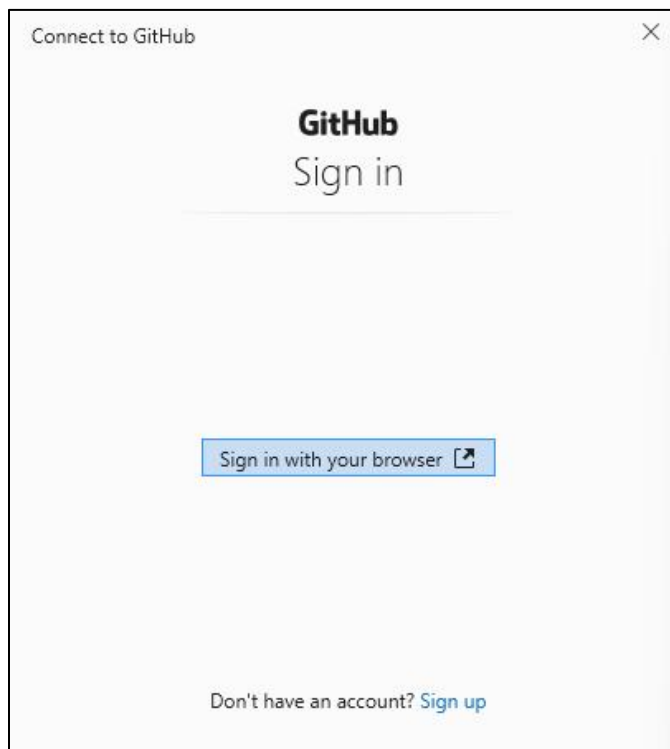 Connect to GitHub
GitHub
Sign in
Sign in with your browser
Don't have an account? Sign up